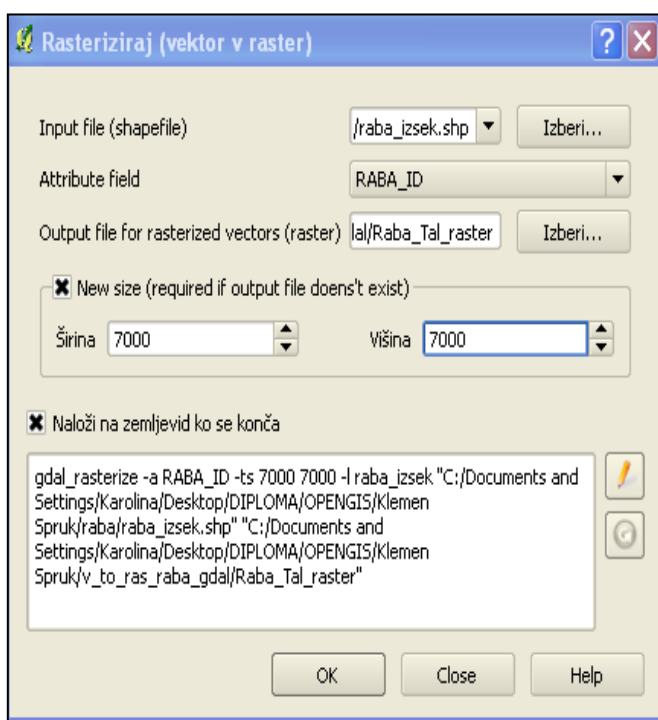 Rasteriziraj (vektor v raster)
Input file (shapefile) /raba_izsek.shp Izberi...
Attribute field RABA_ID
Output file for rasterized vectors (raster) lal/Raba_Tal_raster Izberi...
New size (required if output file doens't exist)
Širina 7000 Višina 7000
Naloži na zemljevid ko se konča
gdal_rasterize -a RABA_ID -ts 7000 7000 -l raba_izsek "C:/Documents and
Settings/Karolina/Desktop/DIPLOMA/OPENGIS/Klemen
Spruk/raba/raba_izsek.shp" "C:/Documents and
Settings/Karolina/Desktop/DIPLOMA/OPENGIS/Klemen
Spruk/v_to_ras_raba_gdal/Raba_Tal_raster"
OK Close Help